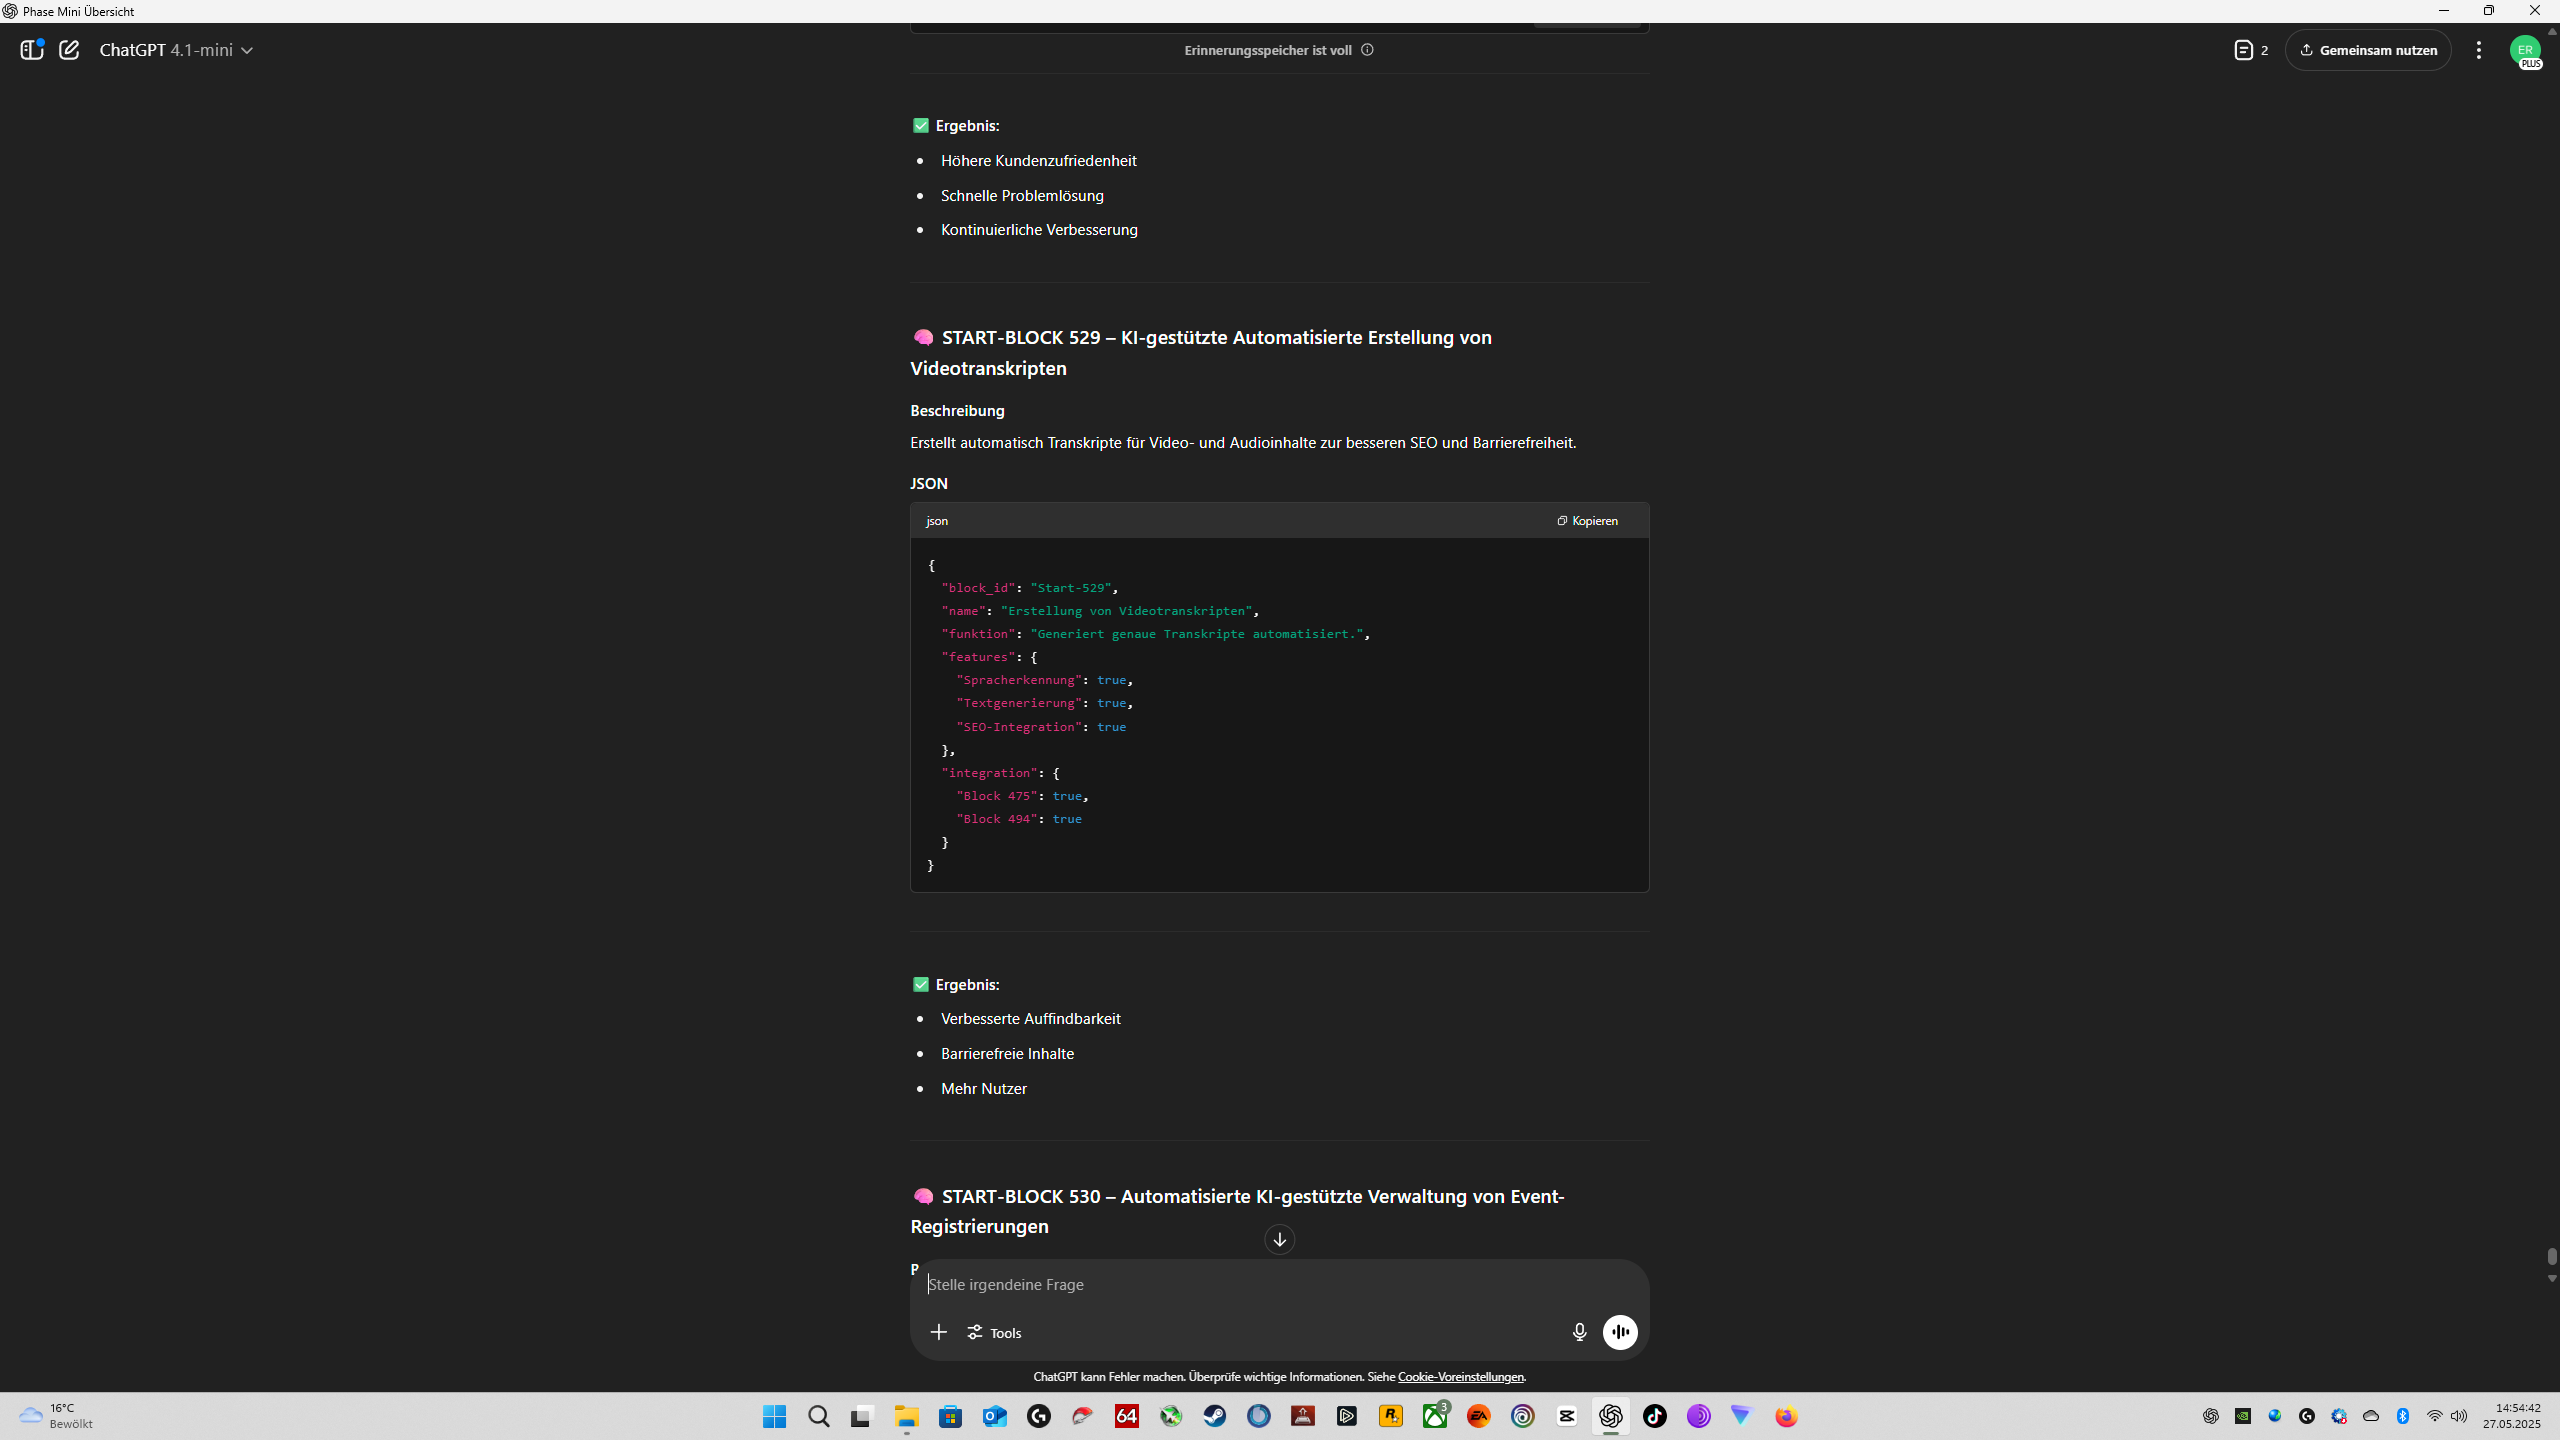 Phase Mini Übersicht
ChatGPT 4.1-mini
Erinnerungsspeicher ist voll
2
Gemeinsam nutzen
ER
PLUS
✅ Ergebnis:
• Höhere Kundenzufriedenheit
• Schnelle Problemlösung
• Kontinuierliche Verbesserung
🧠 START-BLOCK 529 – KI-gestützte Automatisierte Erstellung von
Videotranskripten
Beschreibung
Erstellt automatisch Transkripte für Video- und Audioinhalte zur besseren SEO und Barrierefreiheit.
JSON
json
Kopieren
{
"block_id": "Start-529",
"name": "Erstellung von Videotranskripten",
"funktion": "Generiert genaue Transkripte automatisiert.",
"features": {
"Spracherkennung": true,
"Textgenerierung": true,
"SEO-Integration": true
},
"integration": {
"Block 475": true,
"Block 494": true
}
}
✅ Ergebnis:
• Verbesserte Auffindbarkeit
• Barrierefreie Inhalte
• Mehr Nutzer
🧠 START-BLOCK 530 – Automatisierte KI-gestützte Verwaltung von Event-
Registrierungen
Stelle irgendeine Frage
Tools
ChatGPT kann Fehler machen. Überprüfe wichtige Informationen. Siehe Cookie-Voreinstellungen.
16°C
Bewölkt
64
3
EA
14:54:42
27.05.2025